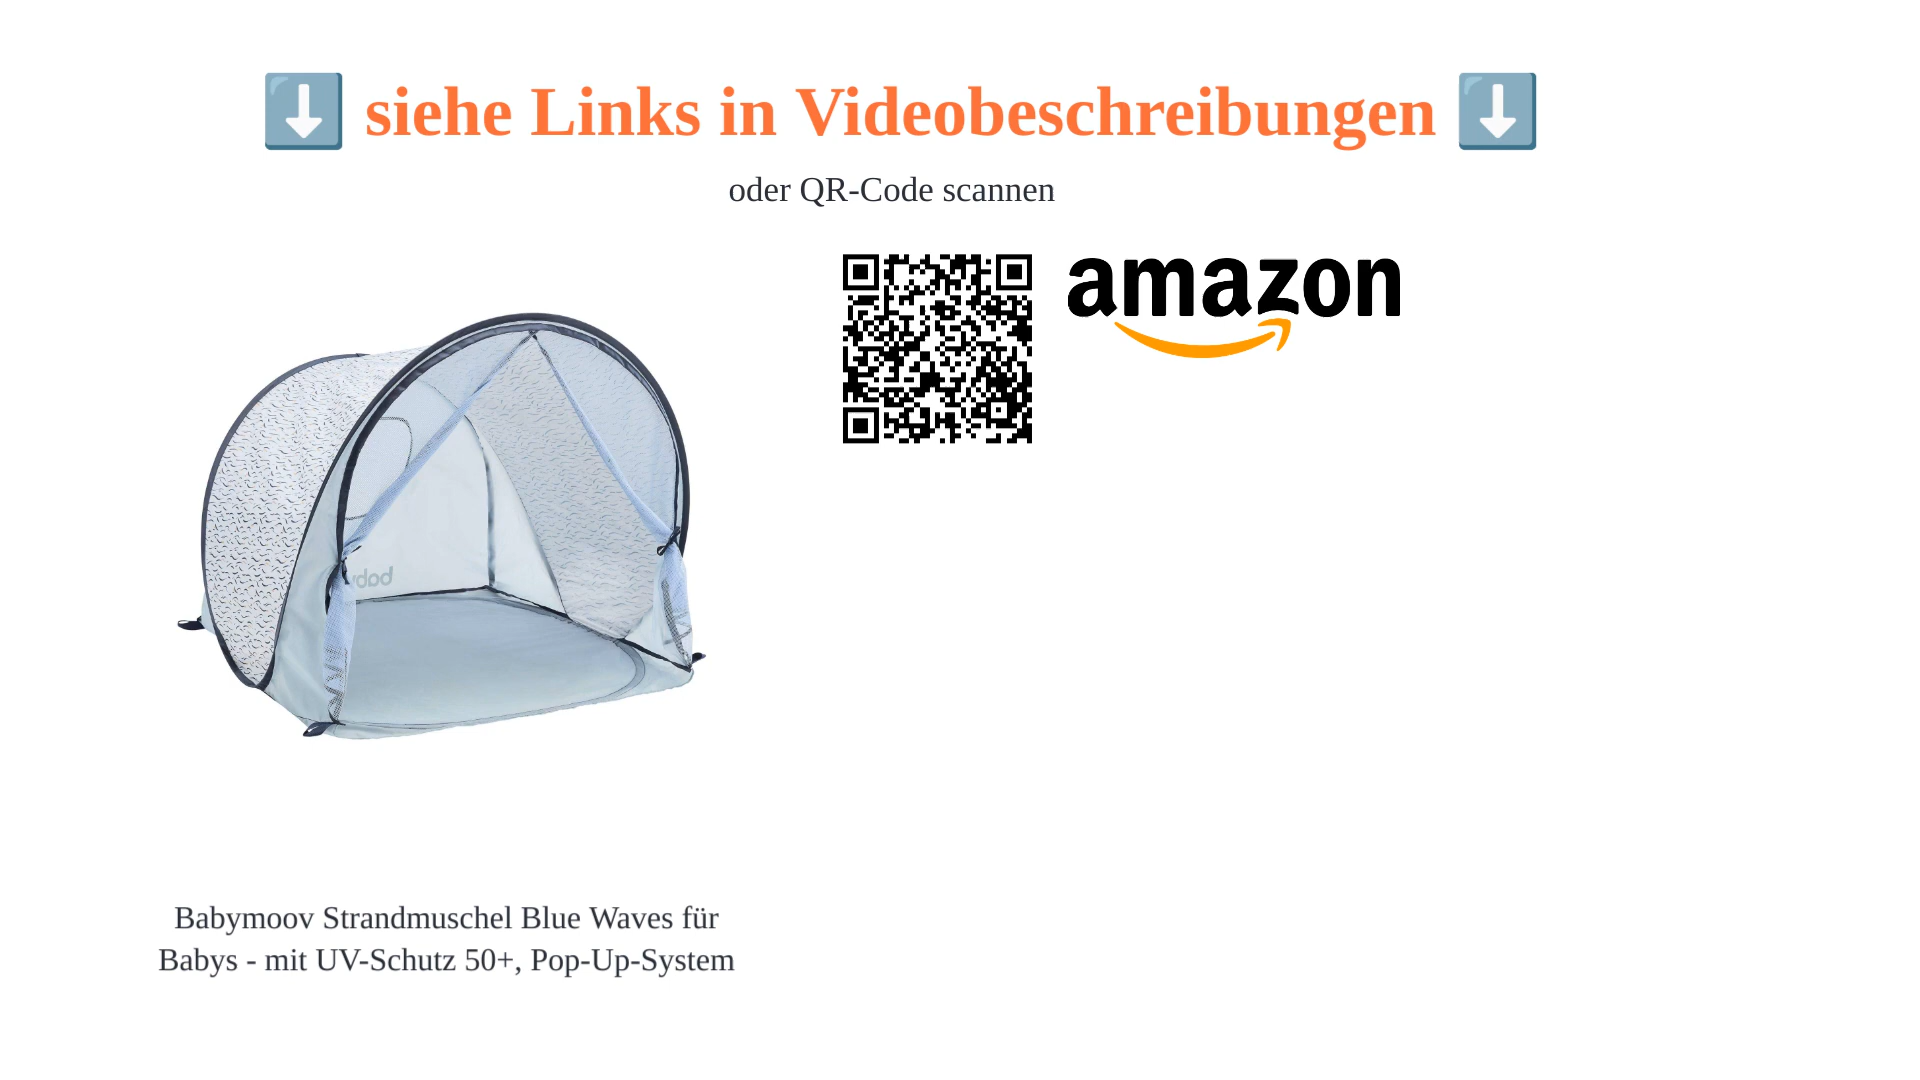 ⬇️ siehe Links in Videobeschreibungen ⬇️
oder QR-Code scannen
amazon
Babymoov Strandmuschel Blue Waves für
Babys - mit UV-Schutz 50+, Pop-Up-System